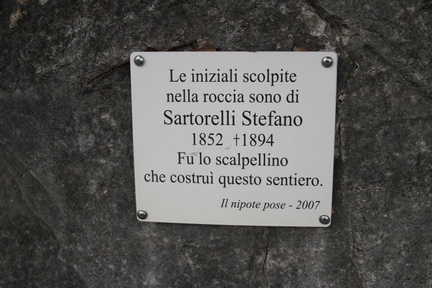 Le iniziali scolpite
nella roccia sono di
Sartorelli Stefano
1852 †1894
Fu lo scalpellino
che costruì questo sentiero.
Il nipote pose - 2007